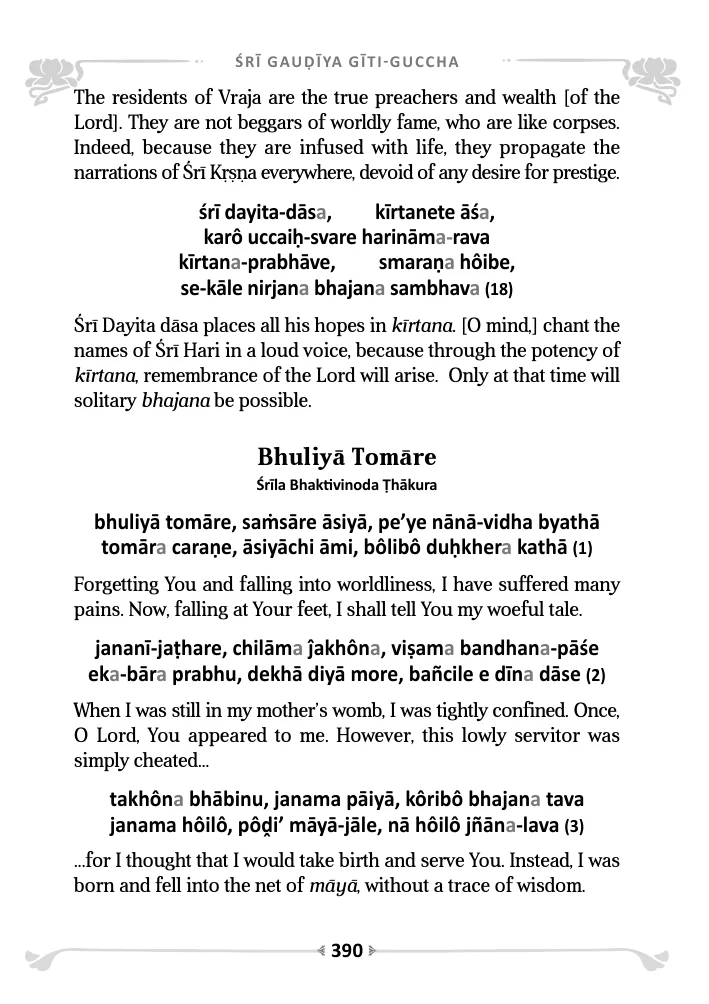 ŚRĪ GAUḌĪYA GĪTI-GUCCHA
The residents of Vraja are the true preachers and wealth [of the
Lord]. They are not beggars of worldly fame, who are like corpses.
Indeed, because they are infused with life, they propagate the
narrations of Śrī Kṛṣṇa everywhere, devoid of any desire for prestige.
śrī dayita-dāsa, kīrtanete āśa,
karô uccaiḥ-svare harināma-rava
kīrtana-prabhāve, smaraṇa hôibe,
se-kāle nirjana bhajana sambhava (18)
Śrī Dayita dāsa places all his hopes in kīrtana. [O mind,] chant the
names of Śrī Hari in a loud voice, because through the potency of
kīrtana, remembrance of the Lord will arise. Only at that time will
solitary bhajana be possible.
Bhuliyā Tomāre
Śrīla Bhaktivinoda Ṭhākura
bhuliyā tomāre, saṁsāre āsiyā, pe'ye nānā-vidha byathā
tomāra caraṇe, āsiyāchi āmi, bôlibô duḥkhera kathā (1)
Forgetting You and falling into worldliness, I have suffered many
pains. Now, falling at Your feet, I shall tell You my woeful tale.
jananī-jaṭhare, chilāma ĵakhôna, viṣama bandhana-pāśe
eka-bāra prabhu, dekhā diyā more, bañcile e dīna dāse (2)
When I was still in my mother's womb, I was tightly confined. Once,
O Lord, You appeared to me. However, this lowly servitor was
simply cheated...
takhôna bhābinu, janama pāiyā, kôribô bhajana tava
janama hôilô, pôḓi' māyā-jāle, nā hôilô jñāna-lava (3)
...for I thought that I would take birth and serve You. Instead, I was
born and fell into the net of māyā, without a trace of wisdom.
390